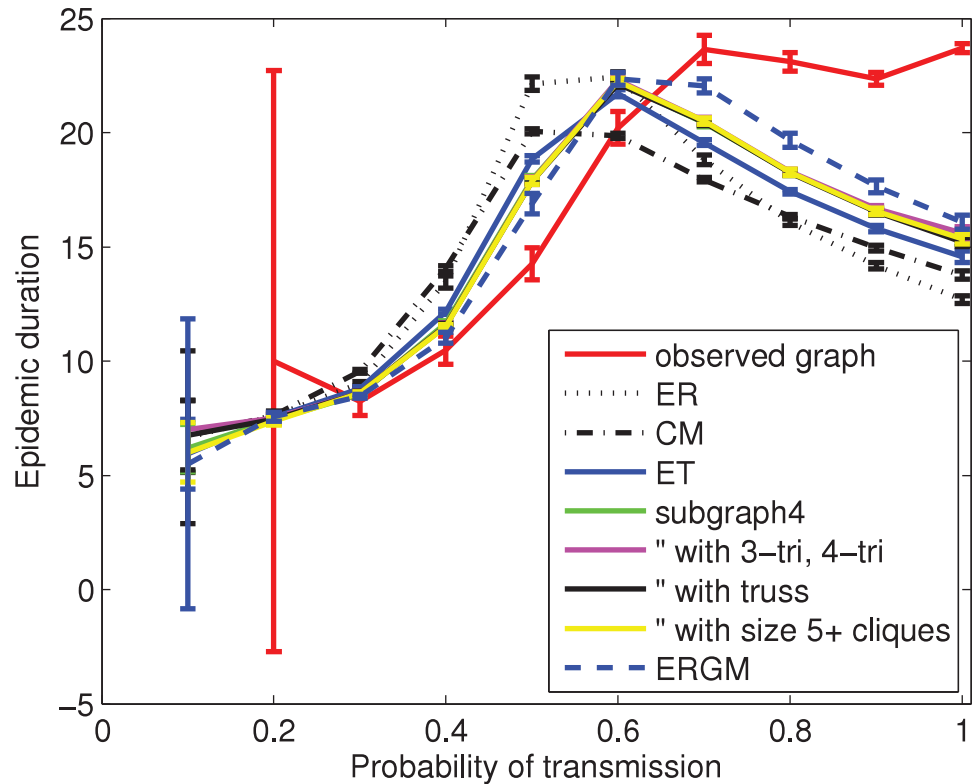 25
20
15
10
5
0
−5
Epidemic duration
observed graph
ER
CM
ET
subgraph4
" with 3−tri, 4−tri
" with truss
" with size 5+ cliques
ERGM
0
0.2
0.4
0.6
0.8
1
Probability of transmission